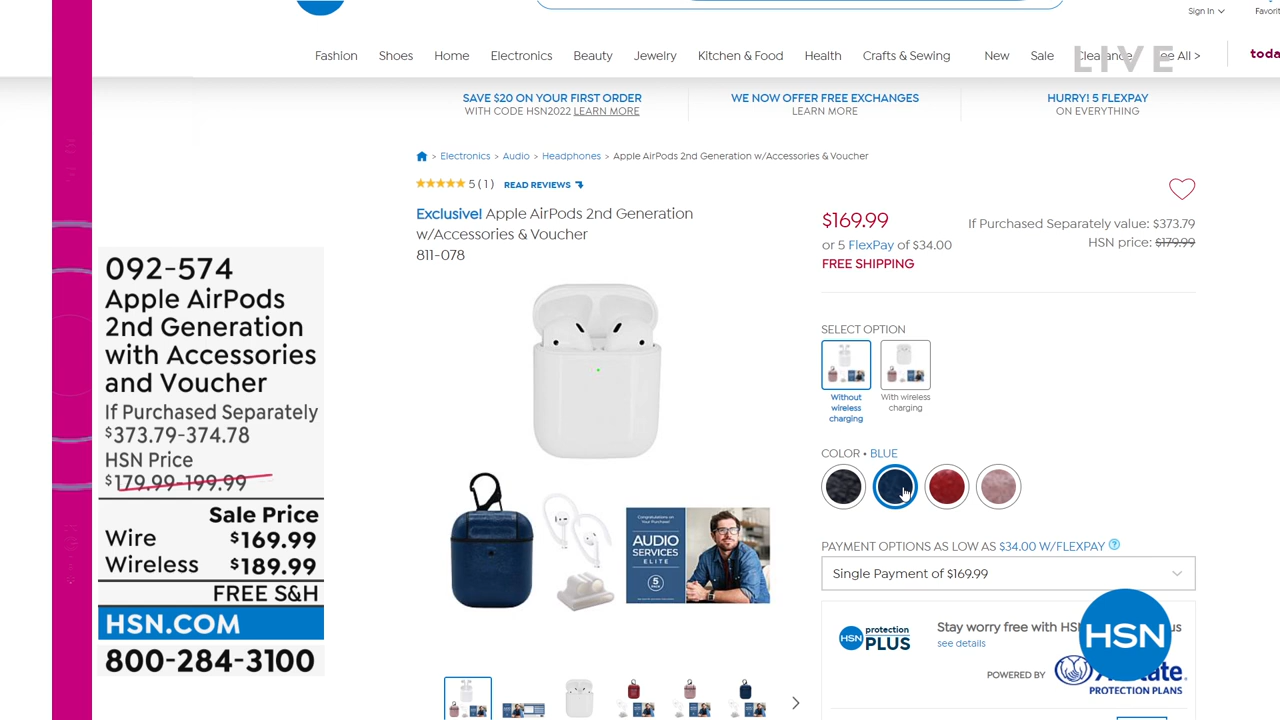 Sign In
Fashion Shoes Home Electronics Beauty Jewelry Kitchen & Food Health Crafts & Sewing New Sale See All >
LIVE
SAVE $20 ON YOUR FIRST ORDER
WITH CODE HSN2022 LEARN MORE
WE NOW OFFER FREE EXCHANGES
LEARN MORE
HURRY! 5 FLEXPAY
ON EVERYTHING
> Electronics > Audio > Headphones > Apple AirPods 2nd Generation w/Accessories & Voucher
5 (1) READ REVIEWS
Exclusive! Apple AirPods 2nd Generation
w/Accessories & Voucher
811-078
$169.99
or 5 FlexPay of $34.00
FREE SHIPPING
If Purchased Separately value: $373.79
HSN price: $179.99
092-574
Apple AirPods
2nd Generation
with Accessories
and Voucher
If Purchased Separately
$373.79-374.78
HSN Price
$179.99-199.99
Sale Price
Wire $169.99
Wireless $189.99
FREE S&H
HSN.COM
800-284-3100
Congratulations on
Your Purchase!
AUDIO
SERVICES
ELITE
5
SELECT OPTION
Without
wireless
charging
With wireless
charging
COLOR • BLUE
PAYMENT OPTIONS AS LOW AS $34.00 W/FLEXPAY ?
Single Payment of $169.99
HSN protection
PLUS
Stay worry free with
see details
POWERED BY
PROTECTION PLANS
HSN